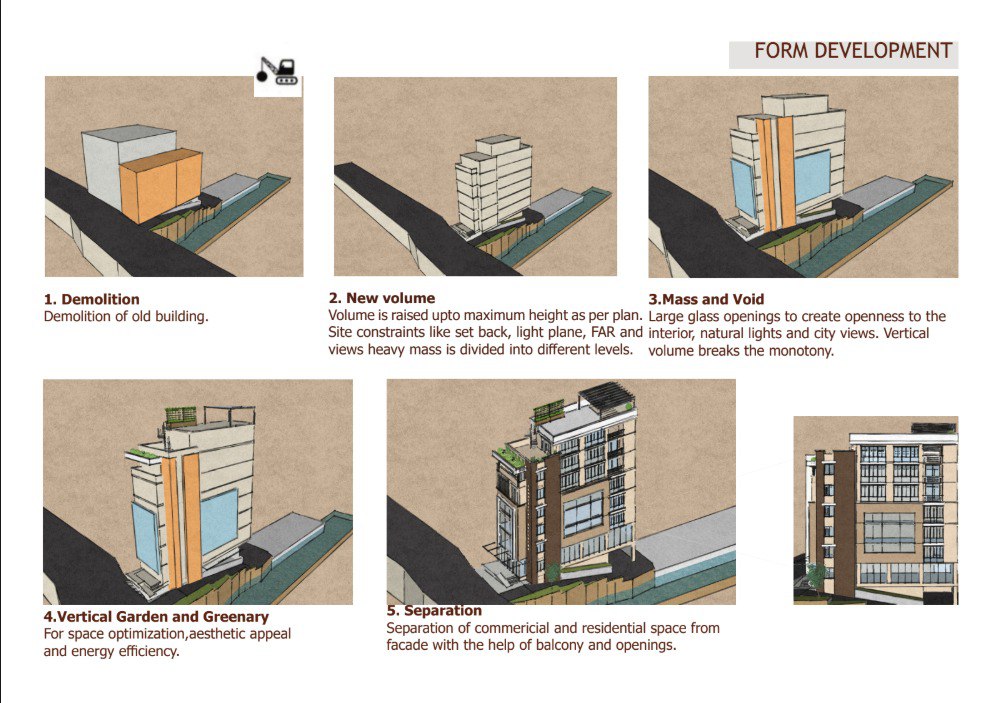 FORM DEVELOPMENT
1. Demolition
Demolition of old building.
2. New volume
Volume is raised upto maximum height as per plan.
Site constraints like set back, light plane, FAR and
views heavy mass is divided into different levels.
3.Mass and Void
Large glass openings to create openness to the
interior, natural lights and city views. Vertical
volume breaks the monotony.
4.Vertical Garden and Greenary
For space optimization,aesthetic appeal
and energy efficiency.
5. Separation
Separation of commericial and residential space from
facade with the help of balcony and openings.